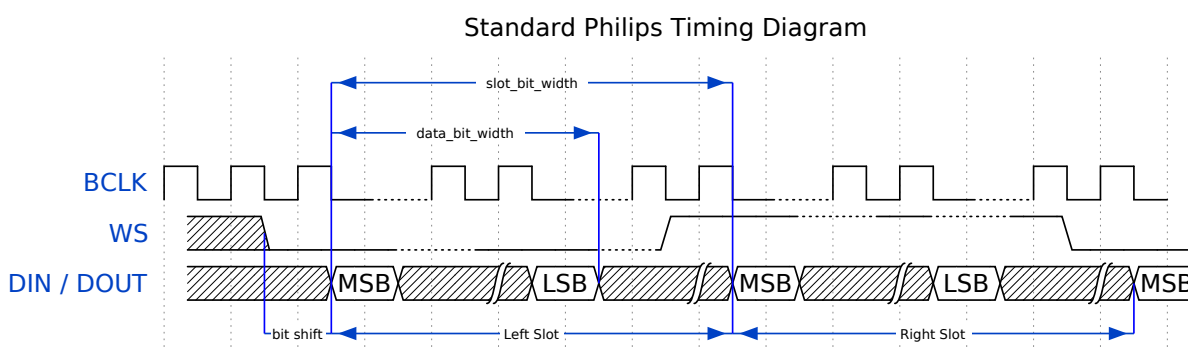 Standard Philips Timing Diagram
slot_bit_width
data_bit_width
BCLK
WS
DIN / DOUT MSB LSB MSB LSB MSB
bit shift Left Slot Right Slot